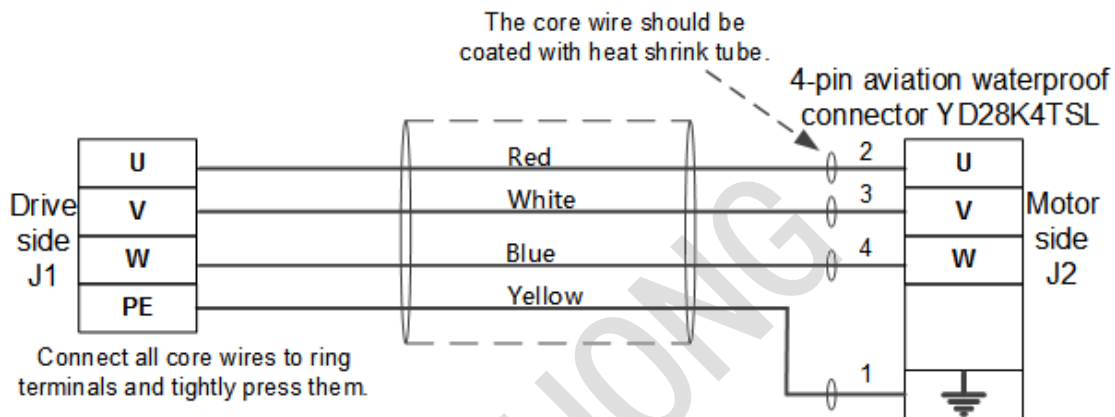 The core wire should be
coated with heat shrink tube.
4-pin aviation waterproof
connector YD28K4TSL
Drive
side
J1
U
V
W
PE
Red
White
Blue
Yellow
2
3
4
1
U
V
W
Motor
side
J2
Connect all core wires to ring
terminals and tightly press them.